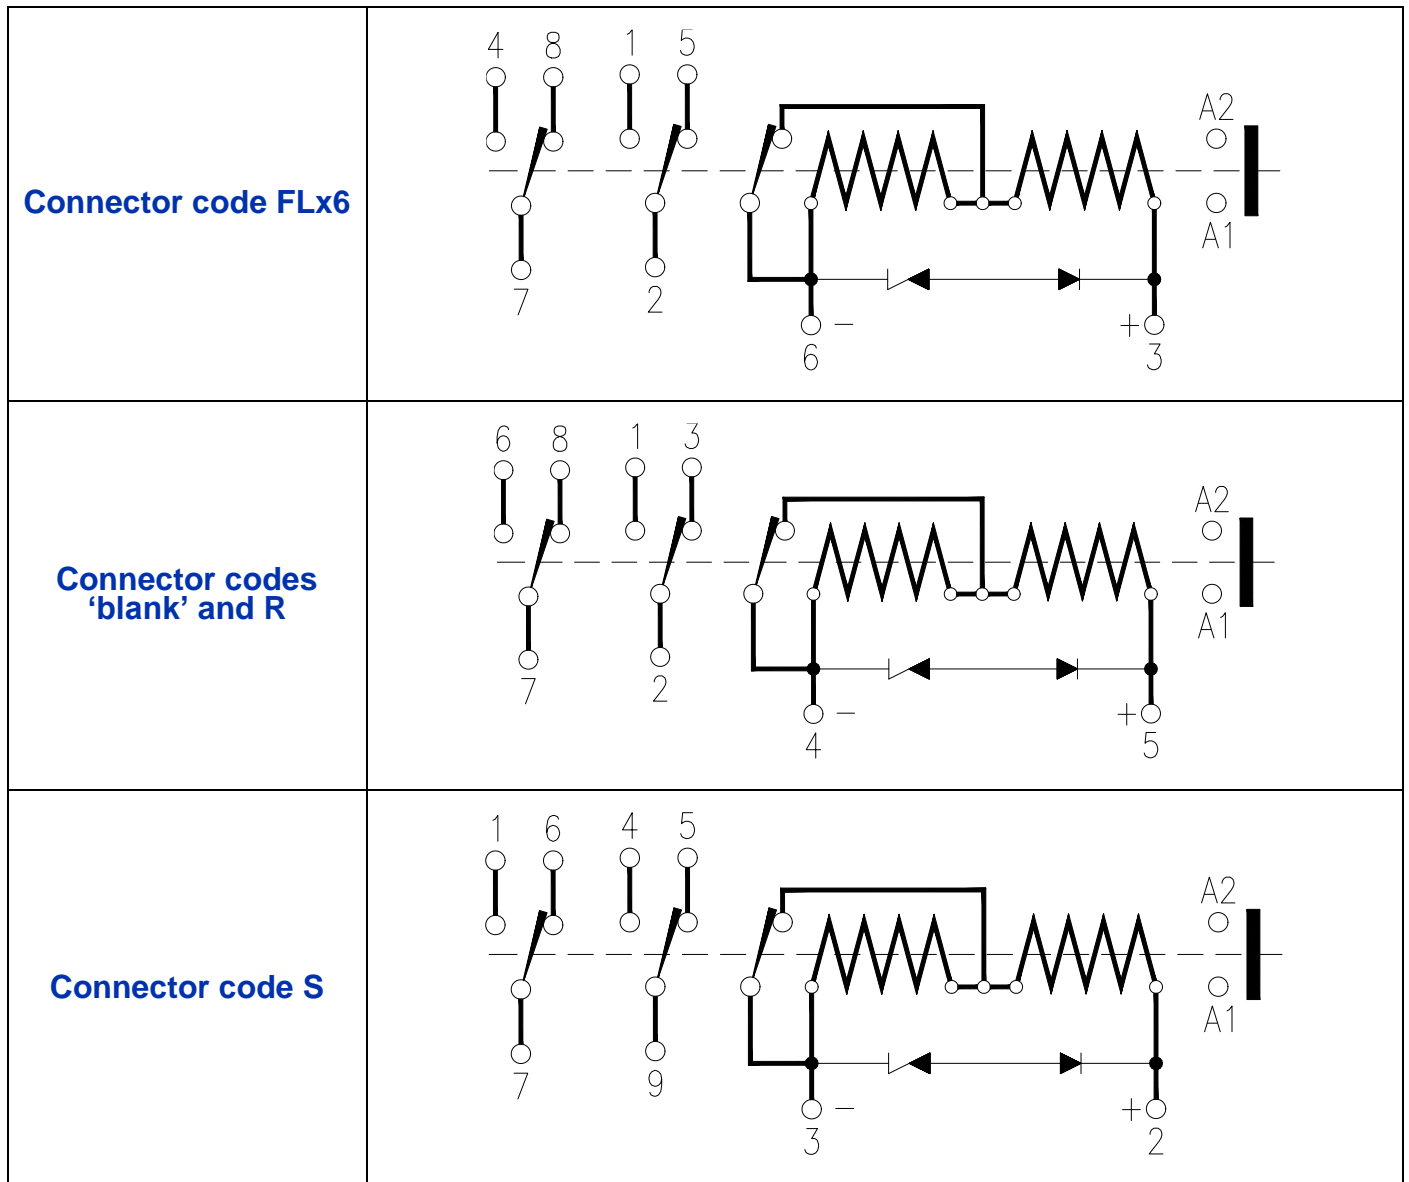 Connector code FLx6
4 8 1 5
A2
A1
7 2
- +
6 3
Connector codes
‘blank’ and R
6 8 1 3
A2
A1
7 2
- +
4 5
Connector code S
1 6 4 5
A2
A1
7 9
- +
3 2